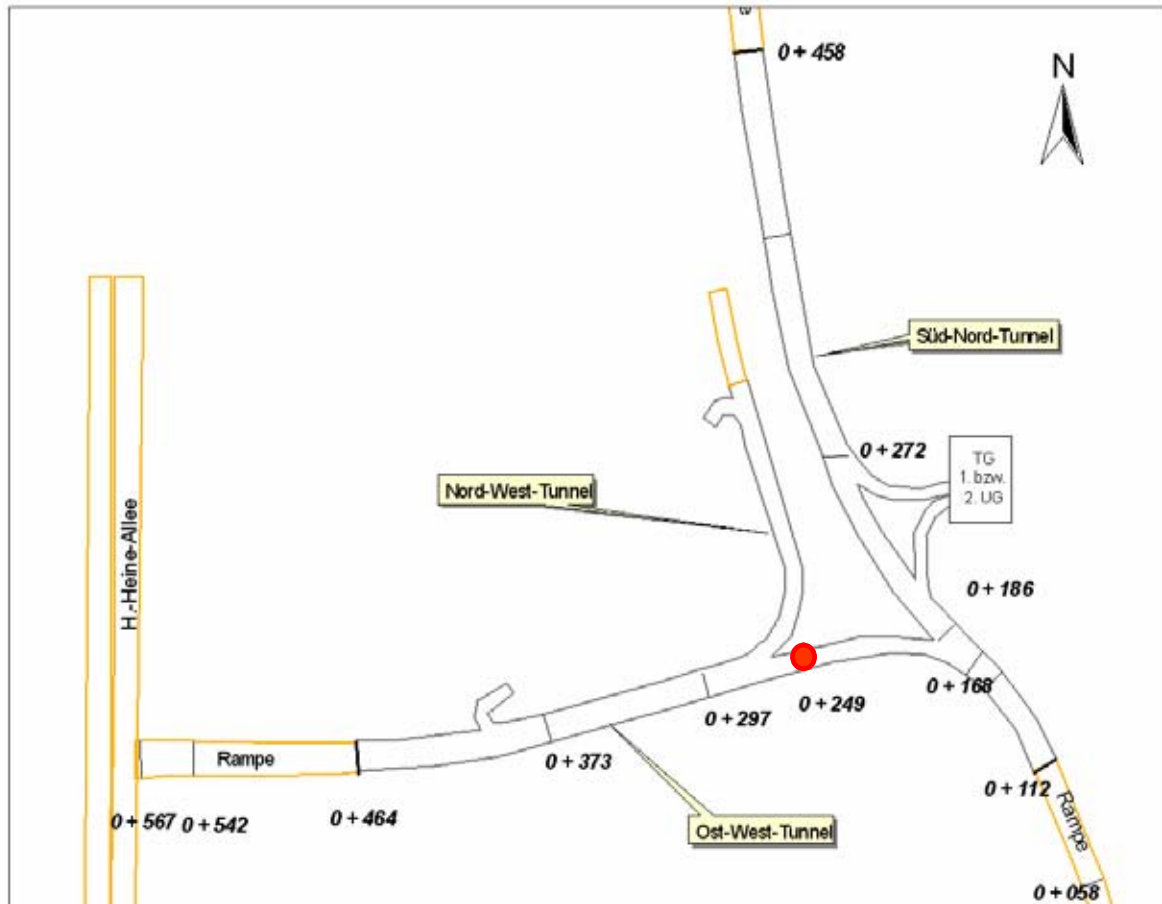 0 + 458
N
Süd-Nord-Tunnel
0 + 272
TG
1. bzw.
2. UG
Nord-West-Tunnel
H.-Heine-Allee
0 + 186
0 + 168
0 + 249
0 + 297
0 + 373
Rampe
0 + 112
0 + 567
0 + 542
0 + 464
Ost-West-Tunnel
Rampe
0 + 058